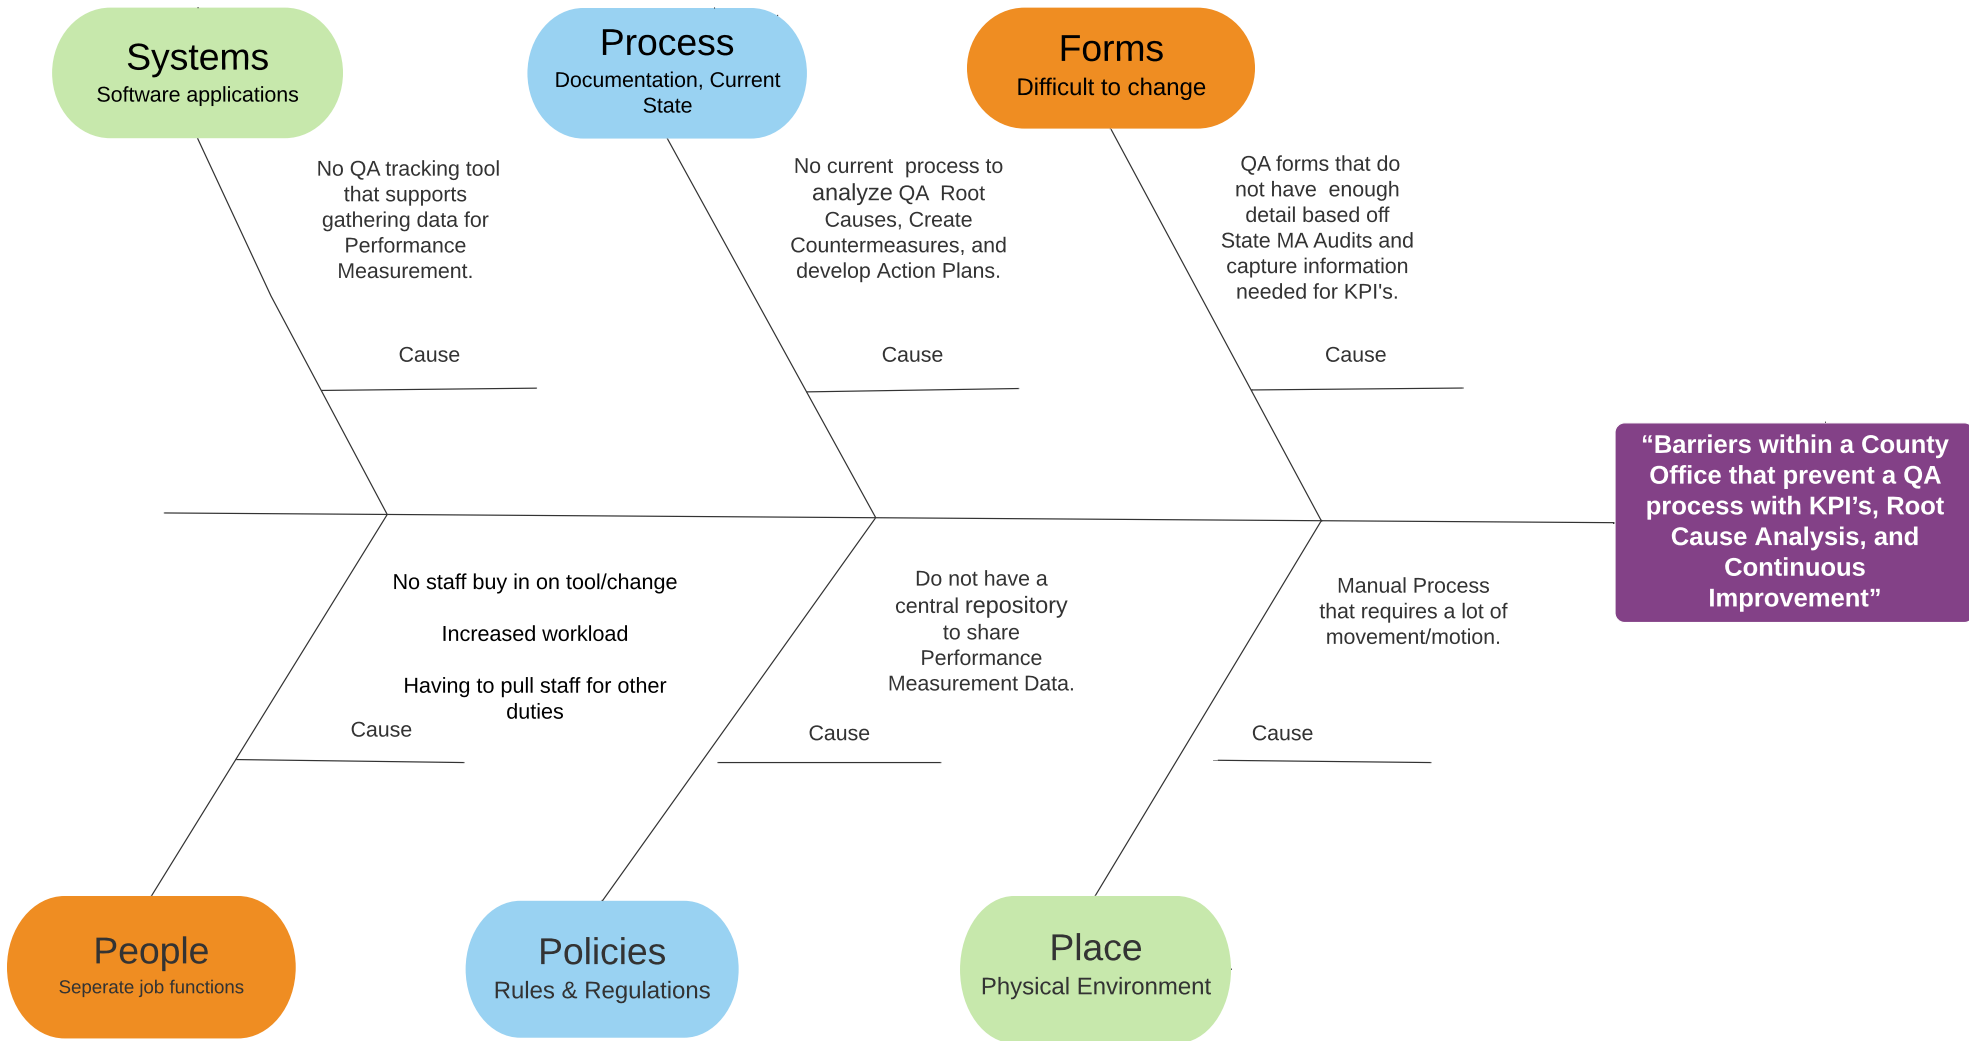 Systems
Software applications
Process
Documentation, Current
State
Forms
Difficult to change
No QA tracking tool
that supports
gathering data for
Performance
Measurement.
Cause
No current  process to
analyze QA  Root
Causes, Create
Countermeasures, and
develop Action Plans.
Cause
QA forms that do
not have  enough
detail based off
State MA Audits and
capture information
needed for KPI's.
Cause
“Barriers within a County
Office that prevent a QA
process with KPI’s, Root
Cause Analysis, and
Continuous
Improvement”
No staff buy in on tool/change
Increased workload
Having to pull staff for other
duties
Cause
Do not have a
central repository
to share
Performance
Measurement Data.
Cause
Manual Process
that requires a lot of
movement/motion.
Cause
People
Seperate job functions
Policies
Rules & Regulations
Place
Physical Environment